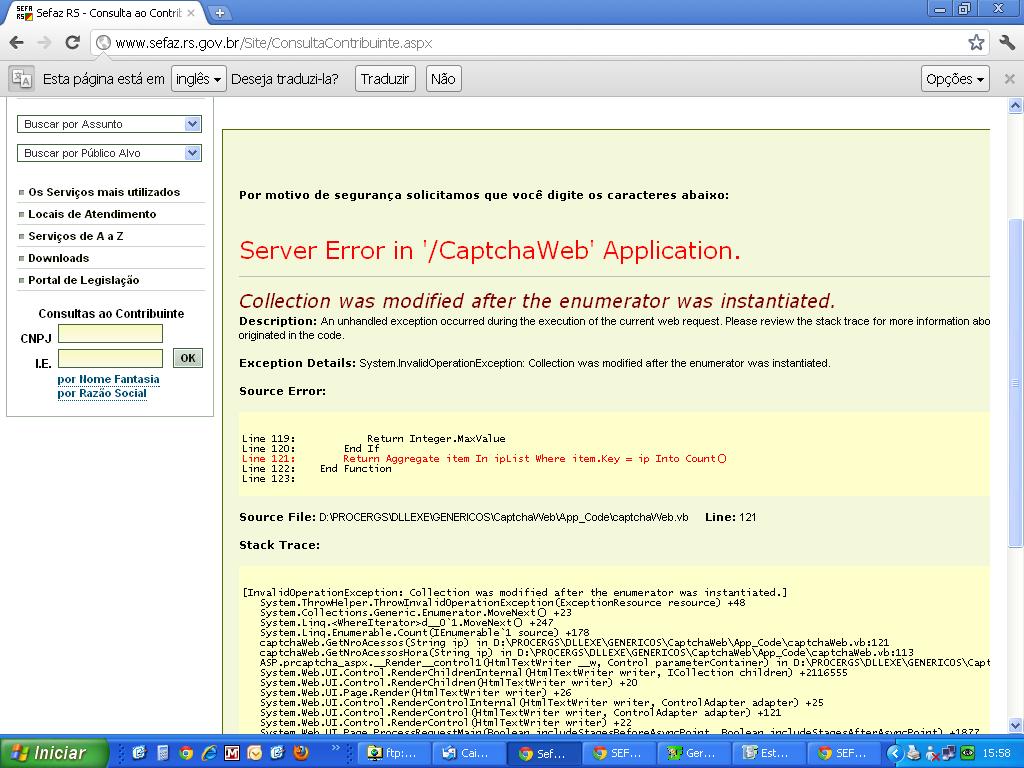 SEFA RS Sefaz RS - Consulta ao Contrib
www.sefaz.rs.gov.br/Site/ConsultaContribuinte.aspx
Esta página está em inglês Deseja traduzi-la? Traduzir Não Opções
Buscar por Assunto
Buscar por Público Alvo
Os Serviços mais utilizados
Locais de Atendimento
Serviços de A a Z
Downloads
Portal de Legislação
Consultas ao Contribuinte
CNPJ
I.E. OK
por Nome Fantasia
por Razão Social
Por motivo de segurança solicitamos que você digite os caracteres abaixo:
Server Error in '/CaptchaWeb' Application.
Collection was modified after the enumerator was instantiated.
Description: An unhandled exception occurred during the execution of the current web request. Please review the stack trace for more information abo
originated in the code.
Exception Details: System.InvalidOperationException: Collection was modified after the enumerator was instantiated.
Source Error:
Line 119: Return Integer.MaxValue
Line 120: End If
Line 121: Return Aggregate item In ipList Where item.Key = ip Into Count()
Line 122: End Function
Line 123:
Source File: D:\PROCERGS\DLLEXE\GENERICOS\CaptchaWeb\App_Code\captchaWeb.vb Line: 121
Stack Trace:
[InvalidOperationException: Collection was modified after the enumerator was instantiated.]
System.ThrowHelper.ThrowInvalidOperationException(ExceptionResource resource) +48
System.Collections.Generic.Enumerator.MoveNext() +23
System.Linq.<WhereIterator>d__0`1.MoveNext() +247
System.Linq.Enumerable.Count(IEnumerable`1 source) +178
captchaWeb.GetNroAcessos(String ip) in D:\PROCERGS\DLLEXE\GENERICOS\CaptchaWeb\App_Code\captchaWeb.vb:121
captchaWeb.GetNroAcessosHora(String ip) in D:\PROCERGS\DLLEXE\GENERICOS\CaptchaWeb\App_Code\captchaWeb.vb:113
ASP.prcaptcha_aspx.__Render__control1(HtmlTextWriter __w, Control parameterContainer) in D:\PROCERGS\DLLEXE\GENERICOS\Capt
System.Web.UI.Control.RenderChildrenInternal(HtmlTextWriter writer, ICollection children) +2116555
System.Web.UI.Control.RenderChildren(HtmlTextWriter writer) +20
System.Web.UI.Page.Render(HtmlTextWriter writer) +26
System.Web.UI.Control.RenderControlInternal(HtmlTextWriter writer, ControlAdapter adapter) +25
System.Web.UI.Control.RenderControl(HtmlTextWriter writer, ControlAdapter adapter) +121
System.Web.UI.Control.RenderControl(HtmlTextWriter writer) +22
System.Web.UI.Page.ProcessRequestMain(Boolean includeStagesBeforeAsyncPoint, Boolean includeStagesAfterAsyncPoint) +1877
Iniciar ftp:... Cai... Sef... SEF... Ger... Est... SEF... 15:58